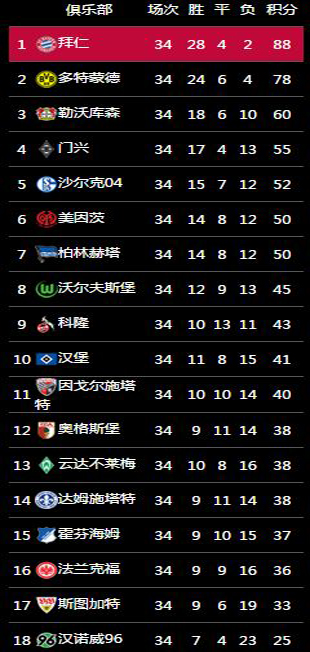 俱乐部 场次 胜 平 负 积分
1 拜仁 34 28 4 2 88
2 多特蒙德 34 24 6 4 78
3 勒沃库森 34 18 6 10 60
4 门兴 34 17 4 13 55
5 沙尔克04 34 15 7 12 52
6 美因茨 34 14 8 12 50
7 柏林赫塔 34 14 8 12 50
8 沃尔夫斯堡 34 12 9 13 45
9 科隆 34 10 13 11 43
10 汉堡 34 11 8 15 41
11 因戈尔施塔 34 10 10 14 40
特
12 奥格斯堡 34 9 11 14 38
13 云达不莱梅 34 10 8 16 38
14 达姆施塔特 34 9 11 14 38
15 霍芬海姆 34 9 10 15 37
16 法兰克福 34 9 9 16 36
17 斯图加特 34 9 6 19 33
18 汉诺威96 34 7 4 23 25